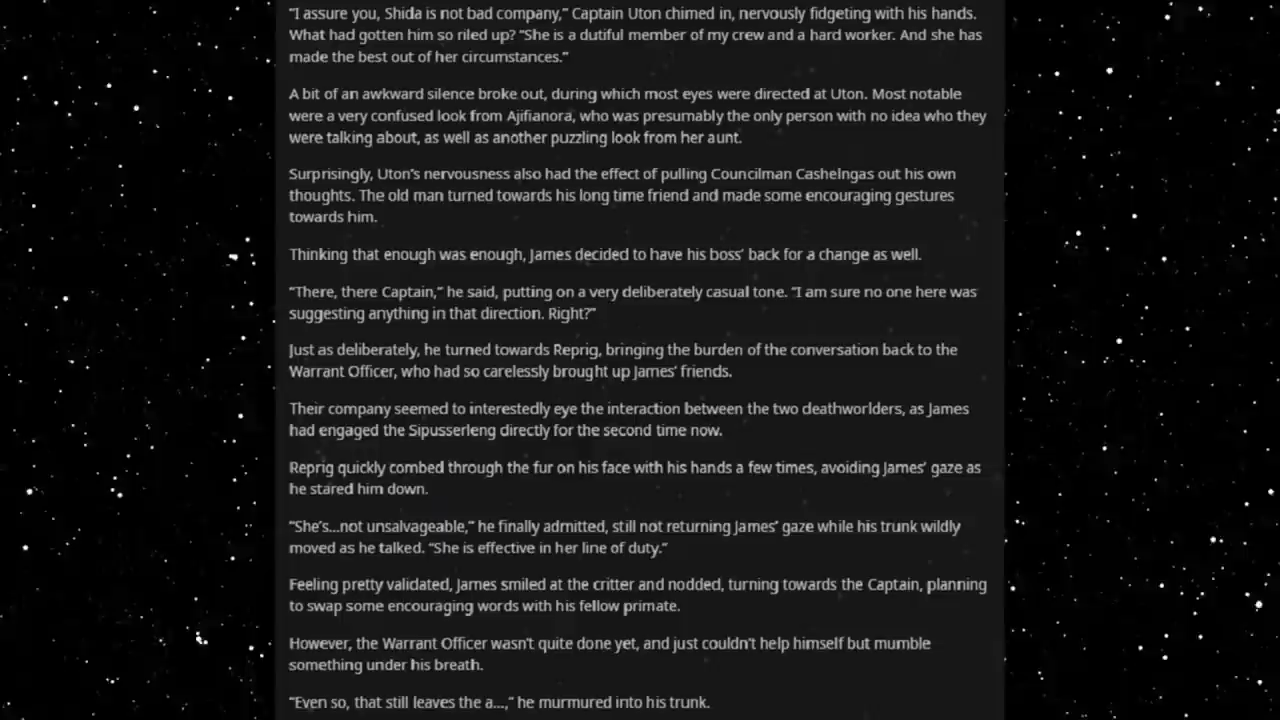 “I assure you, Shida is not bad company,” Captain Uton chimed in, nervously fidgeting with his hands.
What had gotten him so riled up? “She is a dutiful member of my crew and a hard worker. And she has
made the best out of her circumstances.”
A bit of an awkward silence broke out, during which most eyes were directed at Uton. Most notable
were a very confused look from Ajifianora, who was presumably the only person with no idea who they
were talking about, as well as another puzzling look from her aunt.
Surprisingly, Uton’s nervousness also had the effect of pulling Councilman Cashelngas out his own
thoughts. The old man turned towards his long time friend and made some encouraging gestures
towards him.
Thinking that enough was enough, James decided to have his boss’ back for a change as well.
“There, there Captain,” he said, putting on a very deliberately casual tone. “I am sure no one here was
suggesting anything in that direction. Right?”
Just as deliberately, he turned towards Reprig, bringing the burden of the conversation back to the
Warrant Officer, who had so carelessly brought up James’ friends.
Their company seemed to interestedly eye the interaction between the two deathworlders, as James
had engaged the Sipusserleng directly for the second time now.
Reprig quickly combed through the fur on his face with his hands a few times, avoiding James’ gaze as
he stared him down.
“She’s...not unsalvageable,” he finally admitted, still not returning James’ gaze while his trunk wildly
moved as he talked. “She is effective in her line of duty.”
Feeling pretty validated, James smiled at the critter and nodded, turning towards the Captain, planning
to swap some encouraging words with his fellow primate.
However, the Warrant Officer wasn’t quite done yet, and just couldn’t help himself but mumble
something under his breath.
“Even so, that still leaves the a...,” he murmured into his trunk.